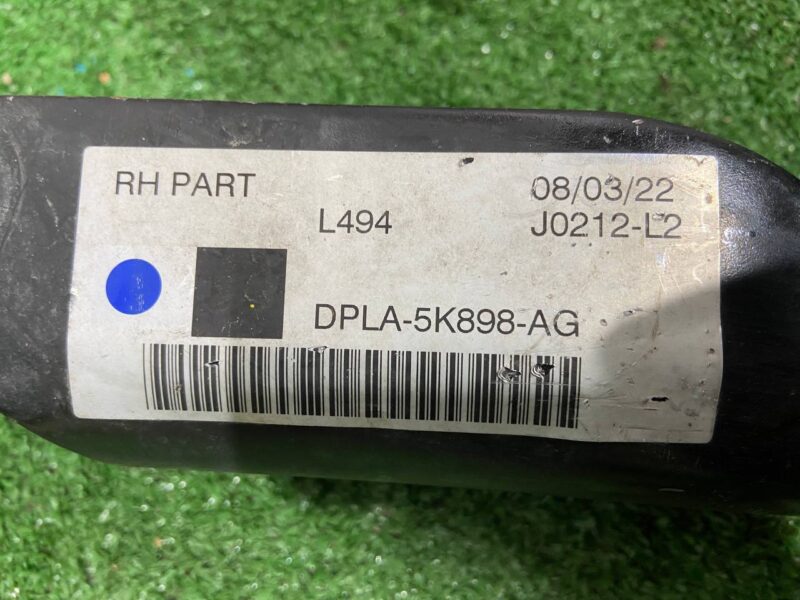 RH PART
08/03/22
L494
J0212-L2
DPLA-5K898-AG